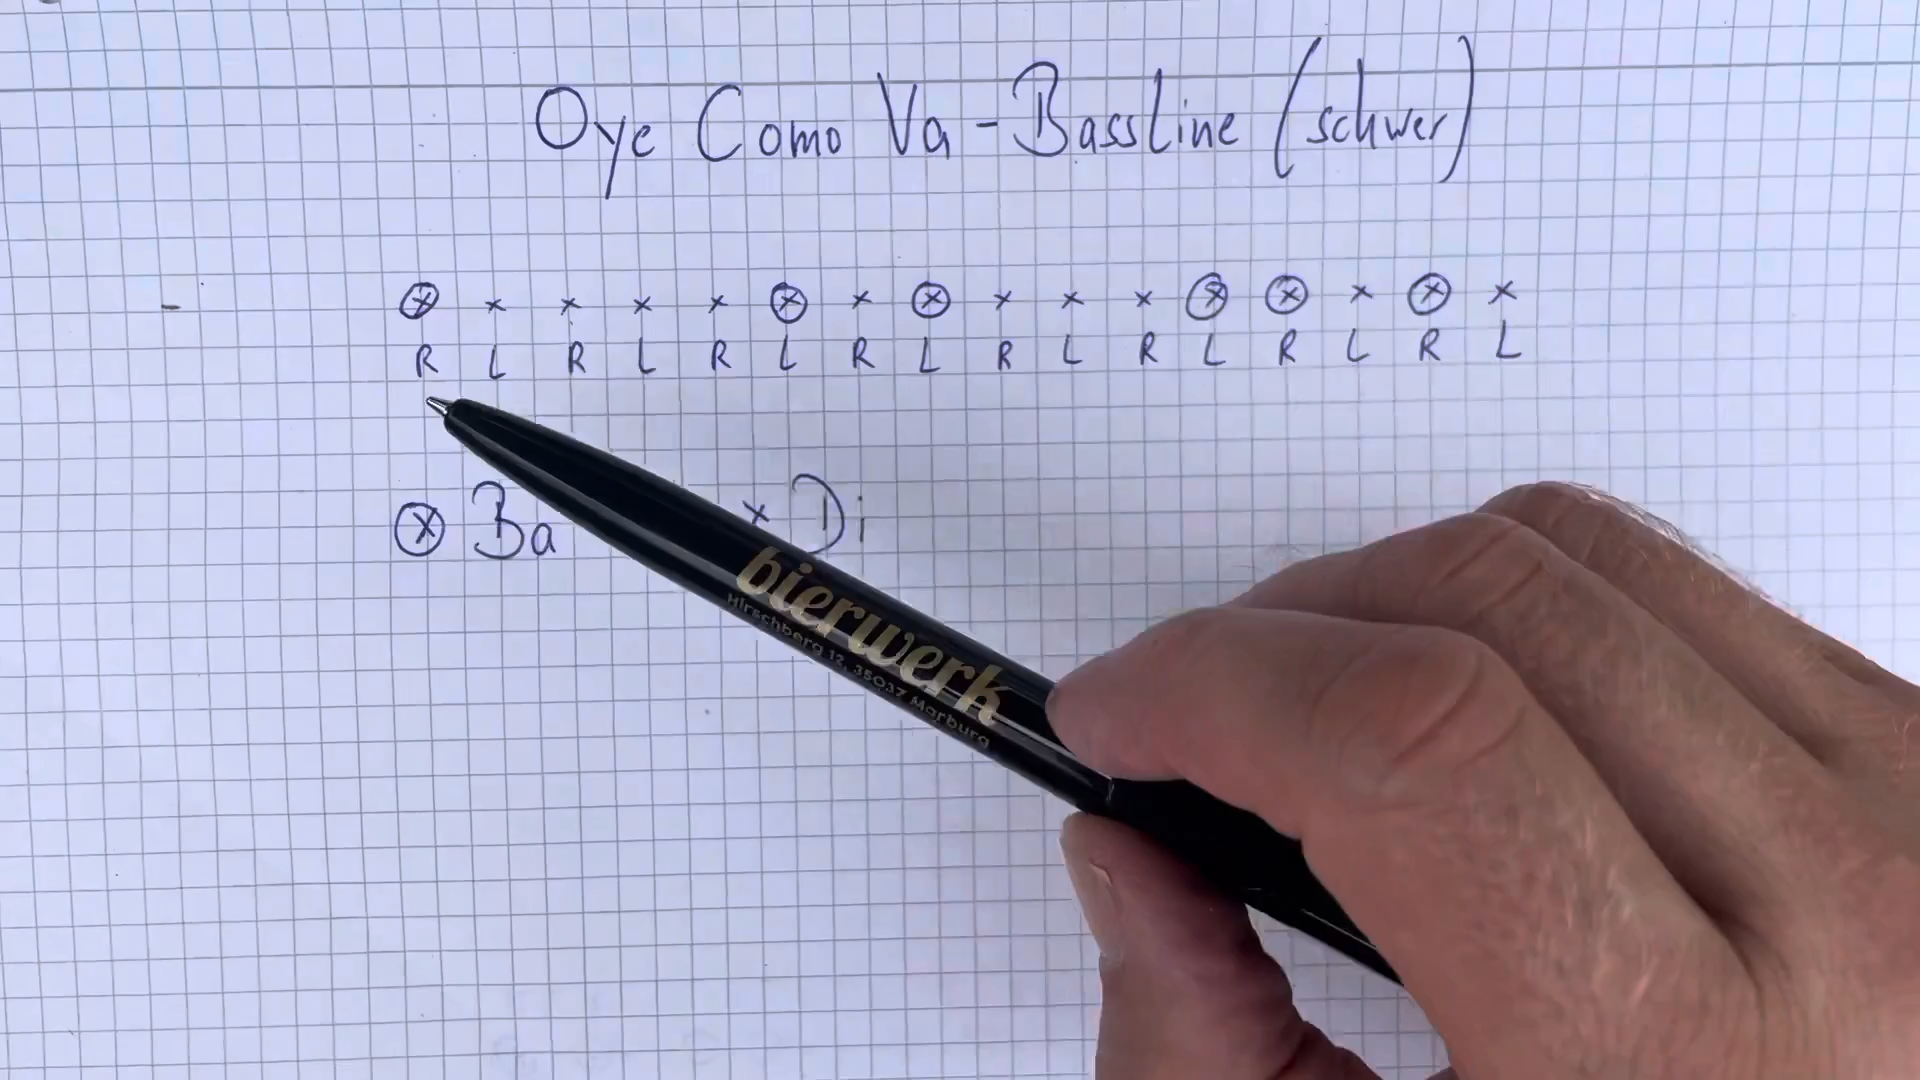 Oye Como Va - Bassline (schwer)
ⓧ x x x x ⓧ x ⓧ x x x ⓧ ⓧ x ⓧ x
R L R L R L R L R L R L R L R L
ⓧ Ba x Di
bierwerk
Hirschberg 12, 35037 Marburg